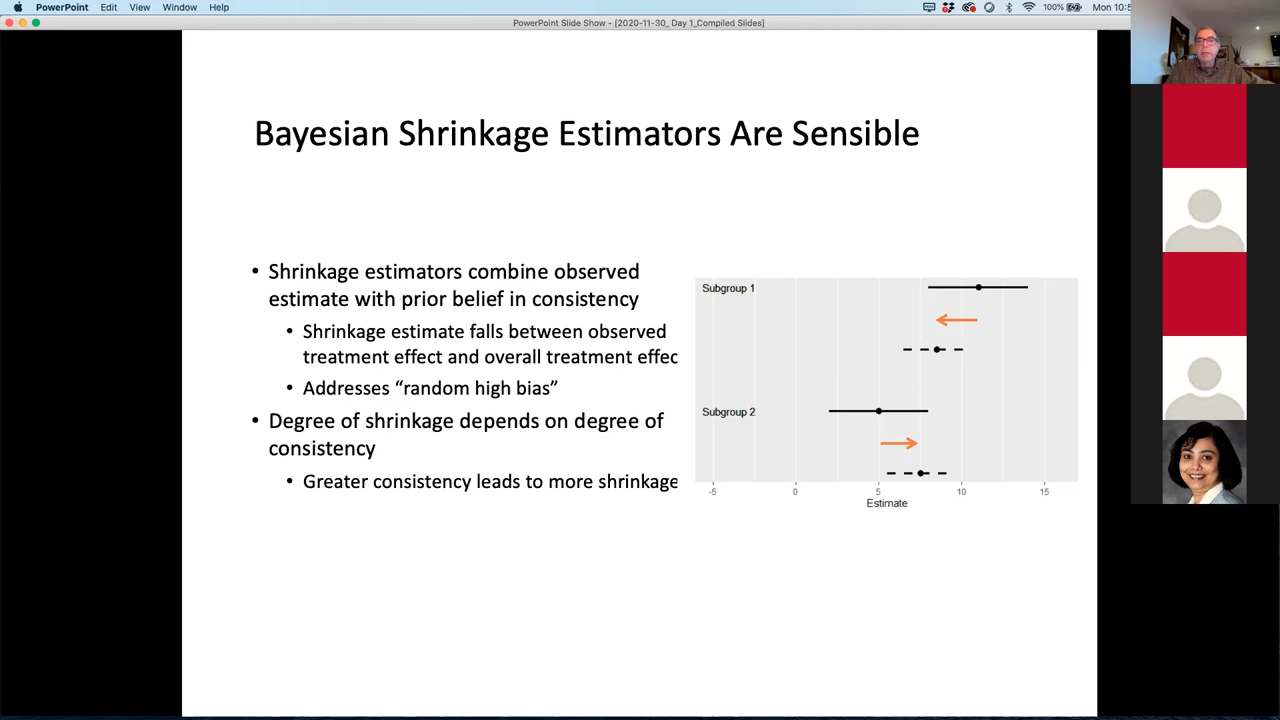 PowerPoint Edit View Window Help 100% Mon 10:5
PowerPoint Slide Show - [2020-11-30_ Day 1_Compiled Slides]
Bayesian Shrinkage Estimators Are Sensible
• Shrinkage estimators combine observed
estimate with prior belief in consistency
• Shrinkage estimate falls between observed
treatment effect and overall treatment effec
• Addresses “random high bias”
• Degree of shrinkage depends on degree of
consistency
• Greater consistency leads to more shrinkage
Subgroup 1
Subgroup 2
-5 0 5 10 15
Estimate